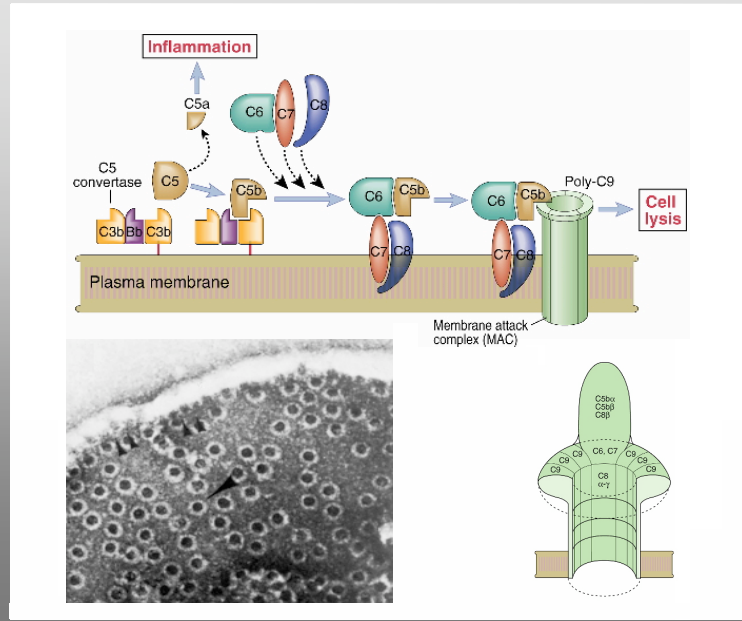 Inflammation
C5a
C6
C7
C8
C5
convertase
C5
C5b
C3b Bb C3b
C6
C5b
C7
C8
C6
C5b
C7
C8
Poly-C9
Cell
lysis
Plasma membrane
Membrane attack
complex (MAC)
C5bα
C5bβ
C8β
C6, C7
C9
C9
C9
C9
C9
C9
C8
α-γ